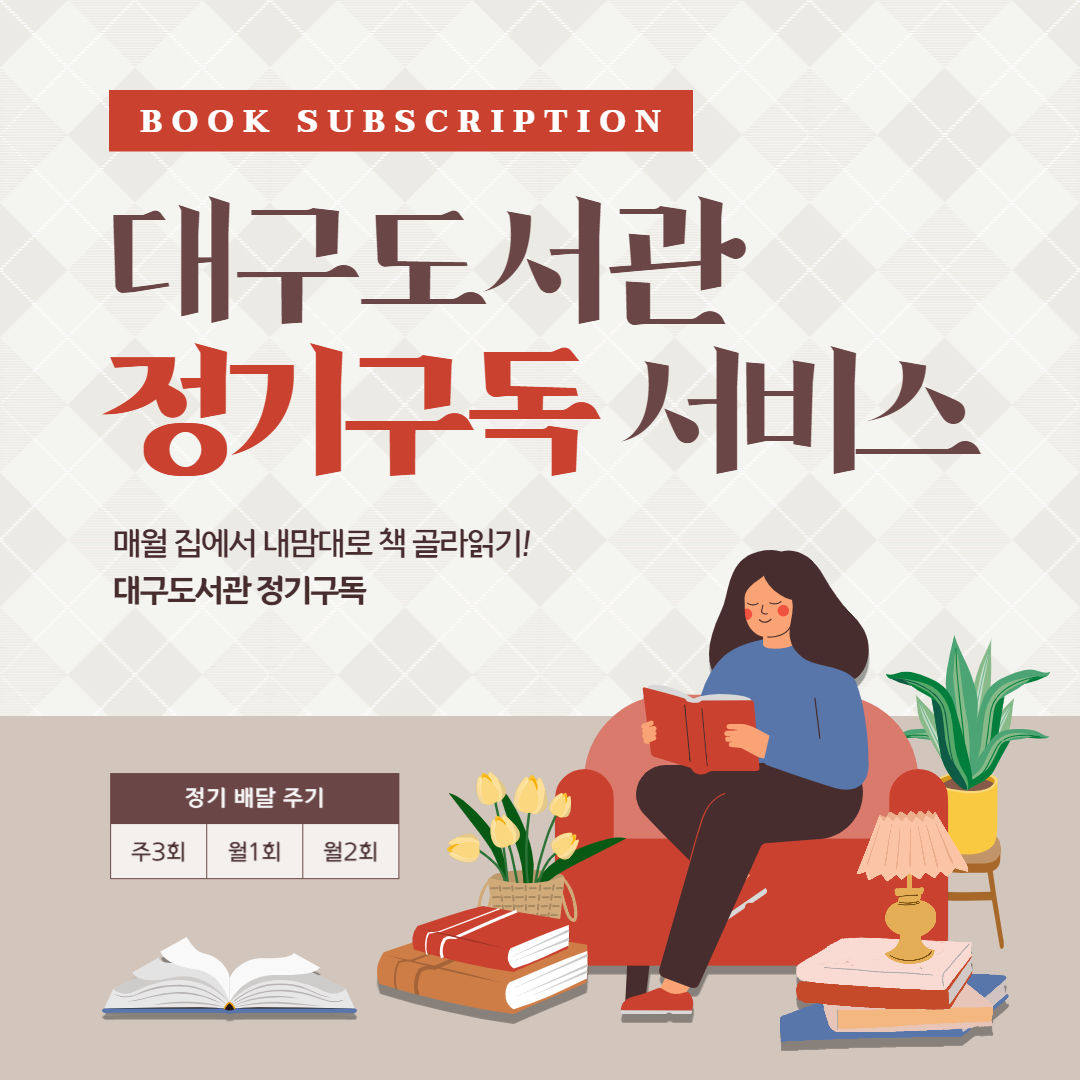 BOOK SUBSCRIPTION
대구도서관
정기구독 서비스
매월 집에서 내맘대로 책 골라읽기!
대구도서관 정기구독
정기 배달 주기
주3회 월1회 월2회